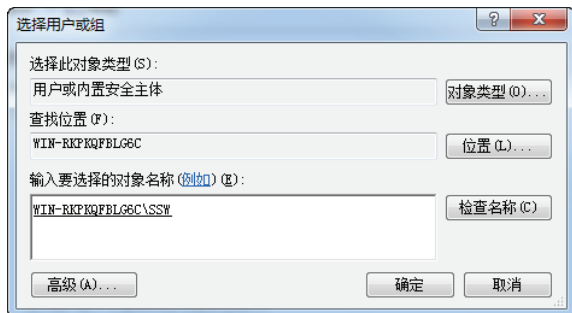 选择用户或组
选择此对象类型(S):
用户或内置安全主体
对象类型(O)...
查找位置(F):
WIN-RKPKQFBLG6C
位置(L)...
输入要选择的对象名称(例如)(E):
WIN-RKPKQFBLG6C\SSW
检查名称(C)
高级(A)...
确定
取消